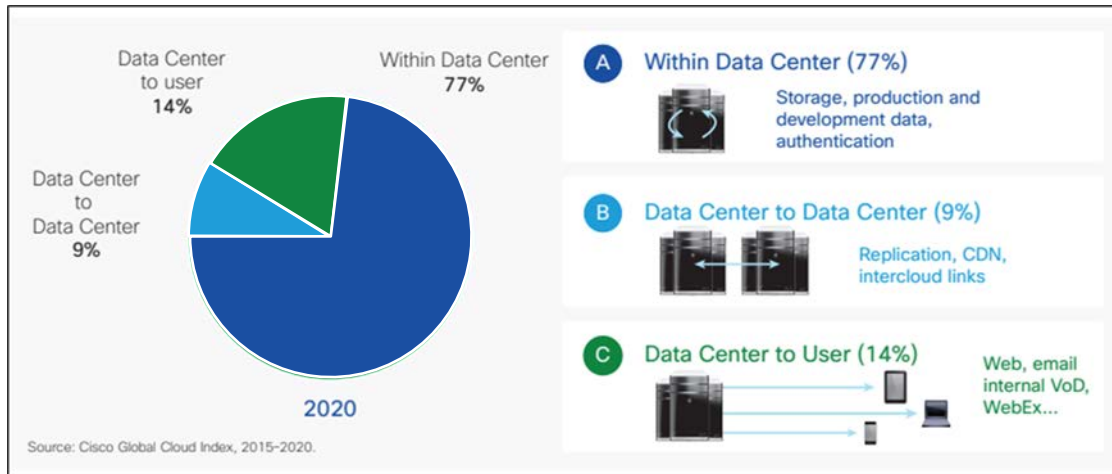 Data Center
to user
14%
Within Data Center
77%
Data Center
to
Data Center
9%
2020
Source: Cisco Global Cloud Index, 2015–2020.
A
Within Data Center (77%)
Storage, production and
development data,
authentication
B
Data Center to Data Center (9%)
Replication, CDN,
intercloud links
C
Data Center to User (14%)
Web, email
internal VoD,
WebEx...